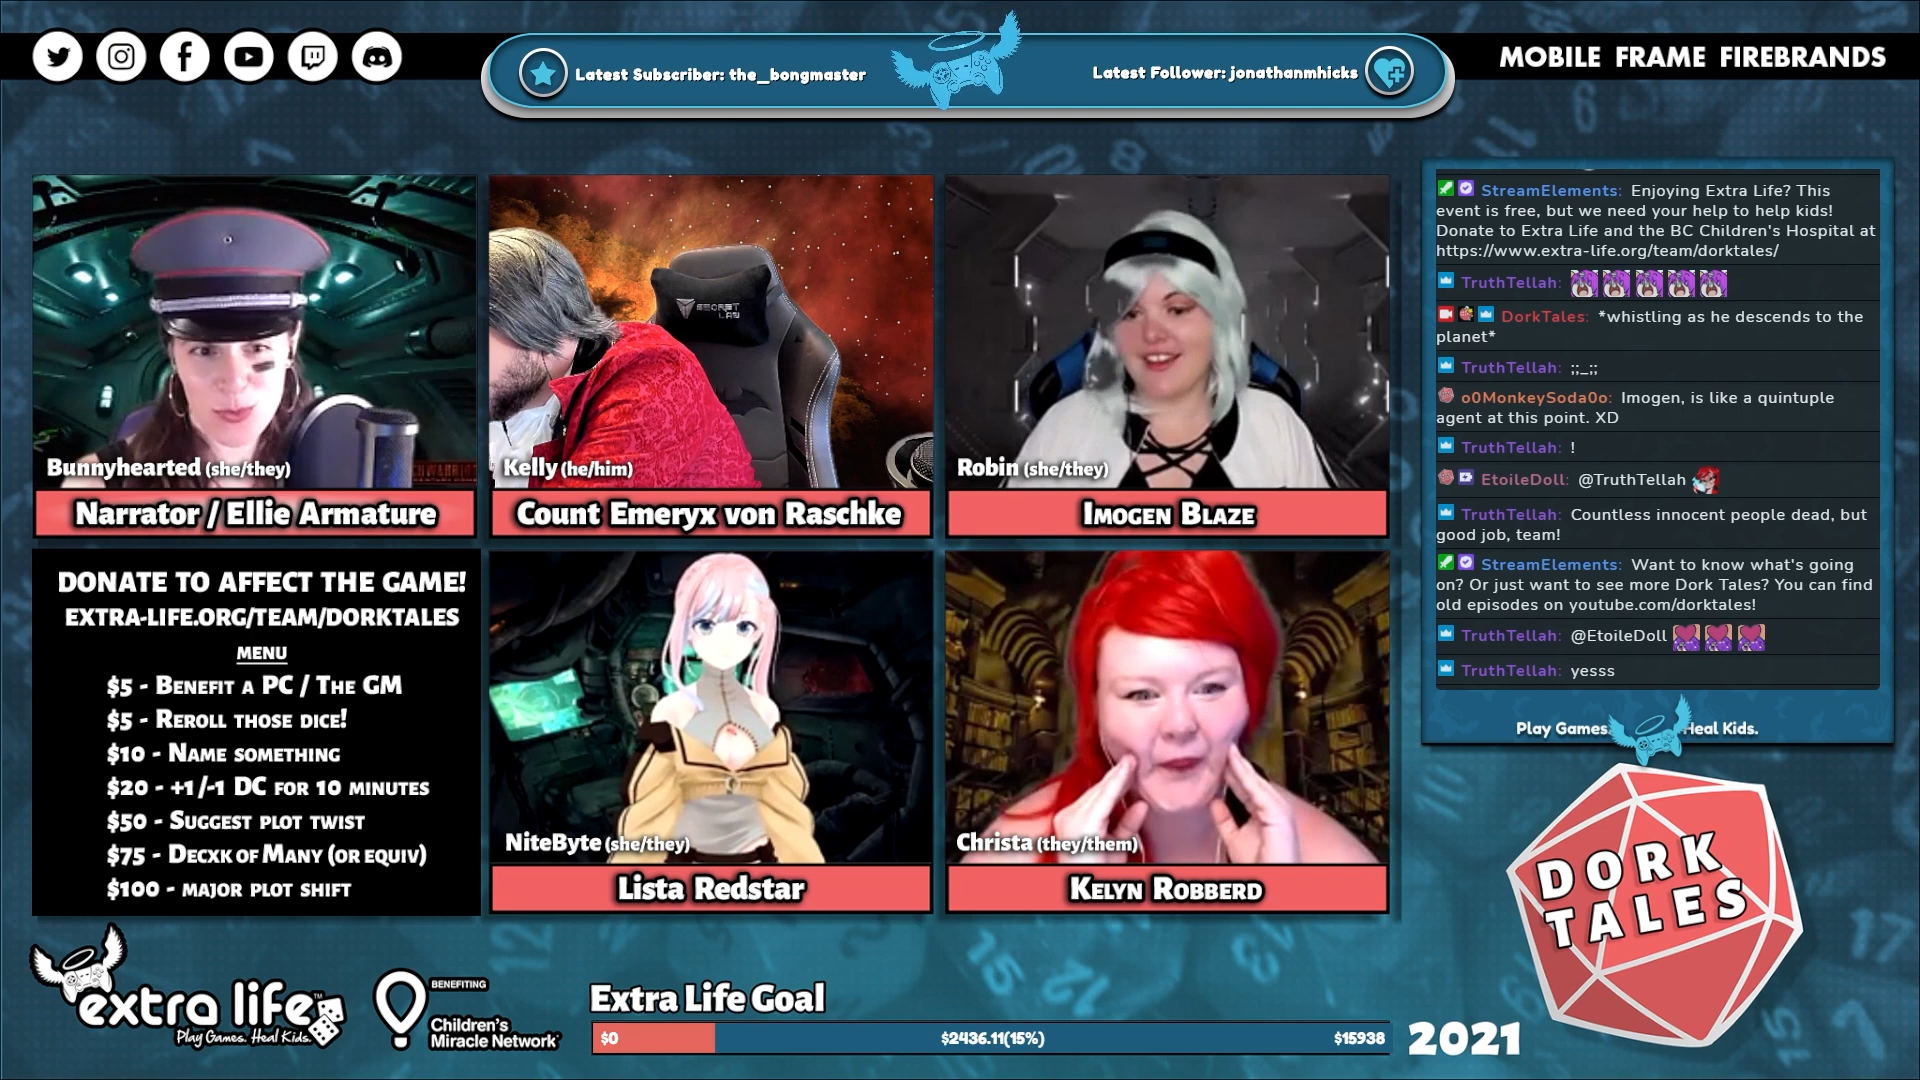 Latest Subscriber: the_bongmaster
Latest Follower: jonathanmhicks
MOBILE FRAME FIREBRANDS
Bunnyhearted (she/they)
Narrator / Ellie Armature
SECRET
LAB
Kelly (he/him)
Count Emeryx von Raschke
Robin (she/they)
Imogen Blaze
DONATE TO AFFECT THE GAME!
EXTRA-LIFE.ORG/TEAM/DORKTALES
MENU
$5 - Benefit a PC / The GM
$5 - Reroll those dice!
$10 - Name something
$20 - +1/-1 DC for 10 minutes
$50 - Suggest plot twist
$75 - Decxk of Many (or equiv)
$100 - major plot shift
NiteByte (she/they)
Lista Redstar
Christa (they/them)
Kelyn Robberd
StreamElements: Enjoying Extra Life? This
event is free, but we need your help to help kids!
Donate to Extra Life and the BC Children's Hospital at
https://www.extra-life.org/team/dorktales/
TruthTellah:
DorkTales: *whistling as he descends to the
planet*
TruthTellah: ;;_;;
o0MonkeySoda0o: Imogen, is like a quintuple
agent at this point. XD
TruthTellah: !
EtoileDoll: @TruthTellah
TruthTellah: Countless innocent people dead, but
good job, team!
StreamElements: Want to know what's going
on? Or just want to see more Dork Tales? You can find
old episodes on youtube.com/dorktales!
TruthTellah: @EtoileDoll
TruthTellah: yesss
Play Games. Heal Kids.
DORK
TALES
extra life™
Play Games. Heal Kids.
BENEFITING
Children's
Miracle Network
Extra Life Goal
$0
$2436.11(15%)
$15938
2021